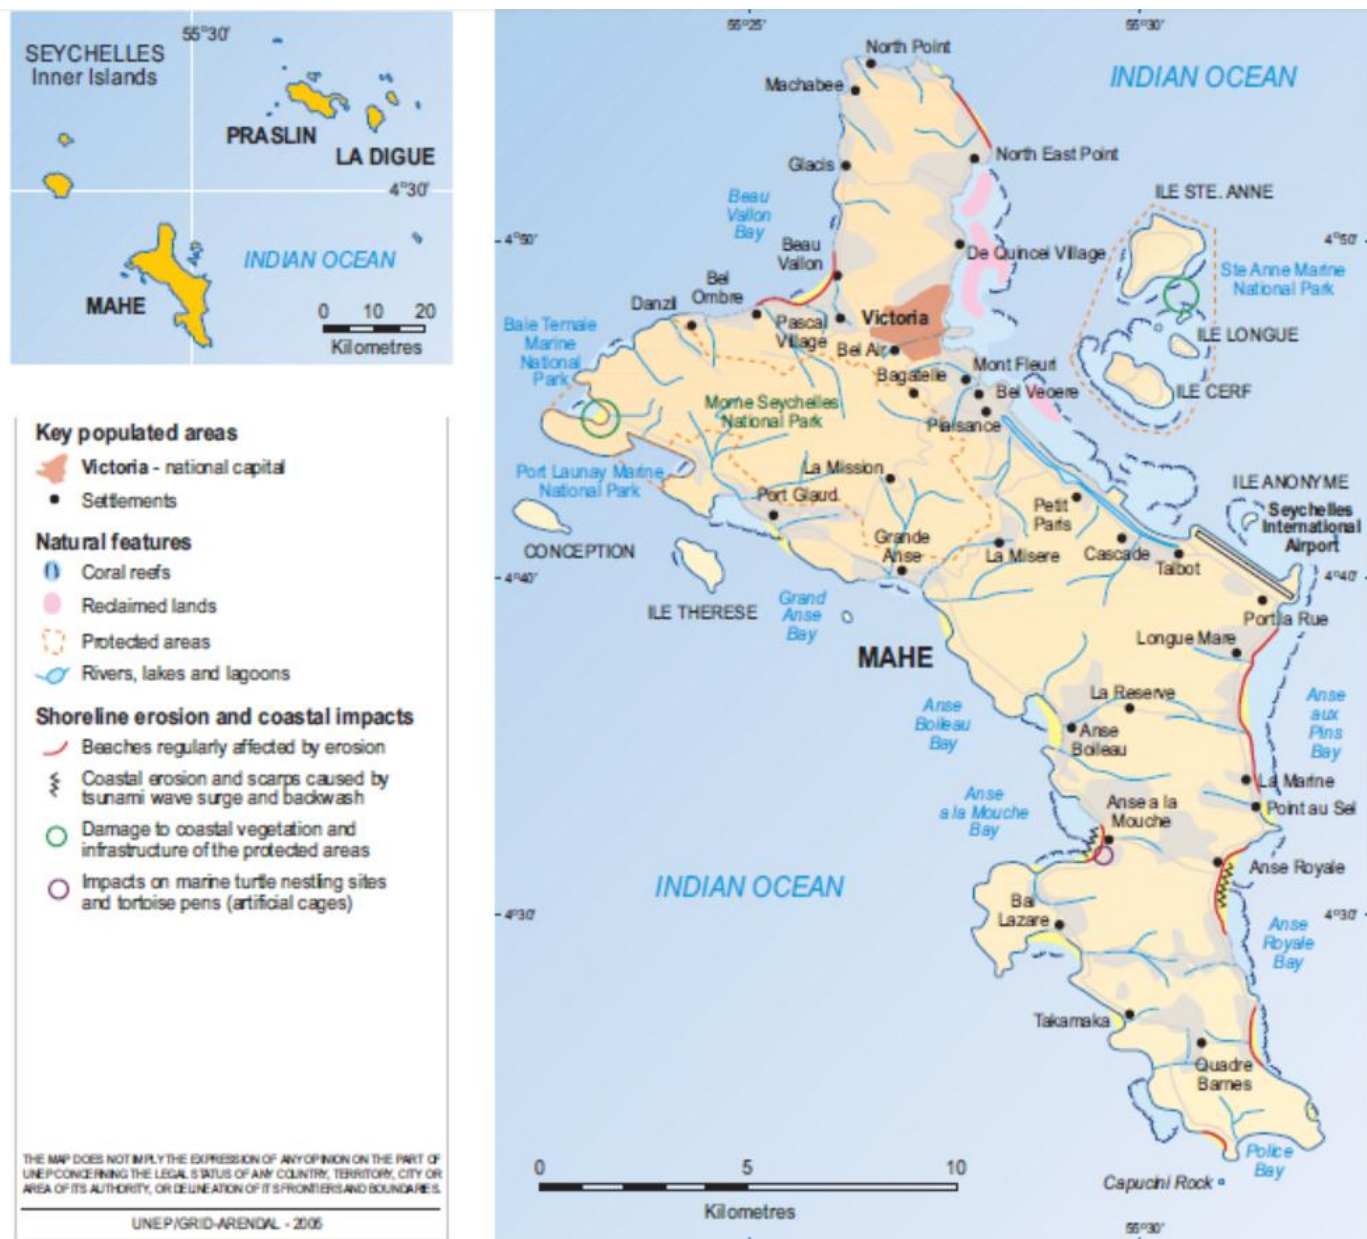 55°30'
SEYCHELLES
Inner Islands
PRASLIN
LA DIGUE
4°30'
INDIAN OCEAN
MAHE
0 10 20
Kilometres
Key populated areas
Victoria - national capital
Settlements
Natural features
Coral reefs
Reclaimed lands
Protected areas
Rivers, lakes and lagoons
Shoreline erosion and coastal impacts
Beaches regularly affected by erosion
Coastal erosion and scarps caused by
tsunami wave surge and backwash
Damage to coastal vegetation and
infrastructure of the protected areas
Impacts on marine turtle nestling sites
and tortoise pens (artificial cages)
THE MAP DOES NOT IMPLY THE EXPRESSION OF ANY OPINION ON THE PART OF
UNEP CONCERNING THE LEGAL STATUS OF ANY COUNTRY, TERRITORY, CITY OR
AREA OF ITS AUTHORITY, OR DELINEATION OF ITS FRONTIERS AND BOUNDARIES.
UNEP/GRID-ARENDAL - 2005
55°25'
55°30'
North Point
INDIAN OCEAN
Machabee
North East Point
Glacis
ILE STE. ANNE
Beau
Vallon
Bay
4°50'
4°50'
Beau
Vallon
De Quincel Village
Ste Anne Marine
National Park
Bel
Ombre
Danzil
Pascal
Village
Victoria
Baie Ternaie
Marine
National
Park
ILE LONGUE
Bel Air
Mont Fleuri
Bagatelle
Bel Veoere
ILE CERF
Morne Seychelles
National Park
Plaisance
Port Launay Marine
National Park
La Mission
ILE ANONYME
Port Glaud
Petit
Paris
Seychelles
International
Airport
CONCEPTION
Grande
Anse
La Misere
Cascade
Talbot
4°40'
4°40'
ILE THERESE
Grand
Anse
Bay
Portla Rue
Longue Mare
MAHE
La Reserve
Anse
Boileau
Bay
Anse
aux
Pins
Bay
Anse
Boileau
La Marine
Anse
a la Mouche
Bay
Anse a la
Mouche
Point au Sel
Anse Royale
INDIAN OCEAN
Bai
Lazare
4°30'
4°30'
Anse
Royale
Bay
Takamaka
Quadre
Barnes
Police
Bay
Capucini Rock
0 5 10
Kilometres
55°30'